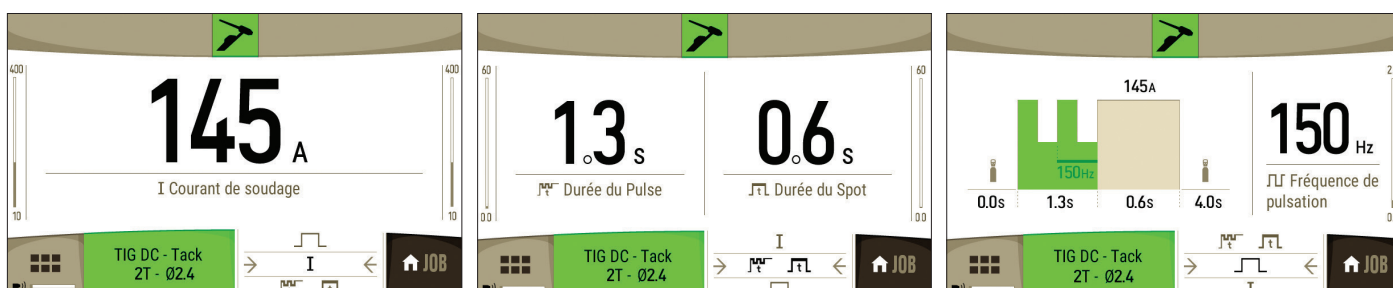 400
400
145 A
I Courant de soudage
10
10
TIG DC - Tack
2T - Ø2.4
I
JOB
60
60
1.3 s
0.6 s
t Durée du Pulse
t Durée du Spot
0.0
0.0
I
TIG DC - Tack
2T - Ø2.4
t t
JOB
145A
150 Hz
150Hz
Fréquence de
pulsation
0.0s 1.3s 0.6s 4.0s
t t
TIG DC - Tack
2T - Ø2.4
JOB